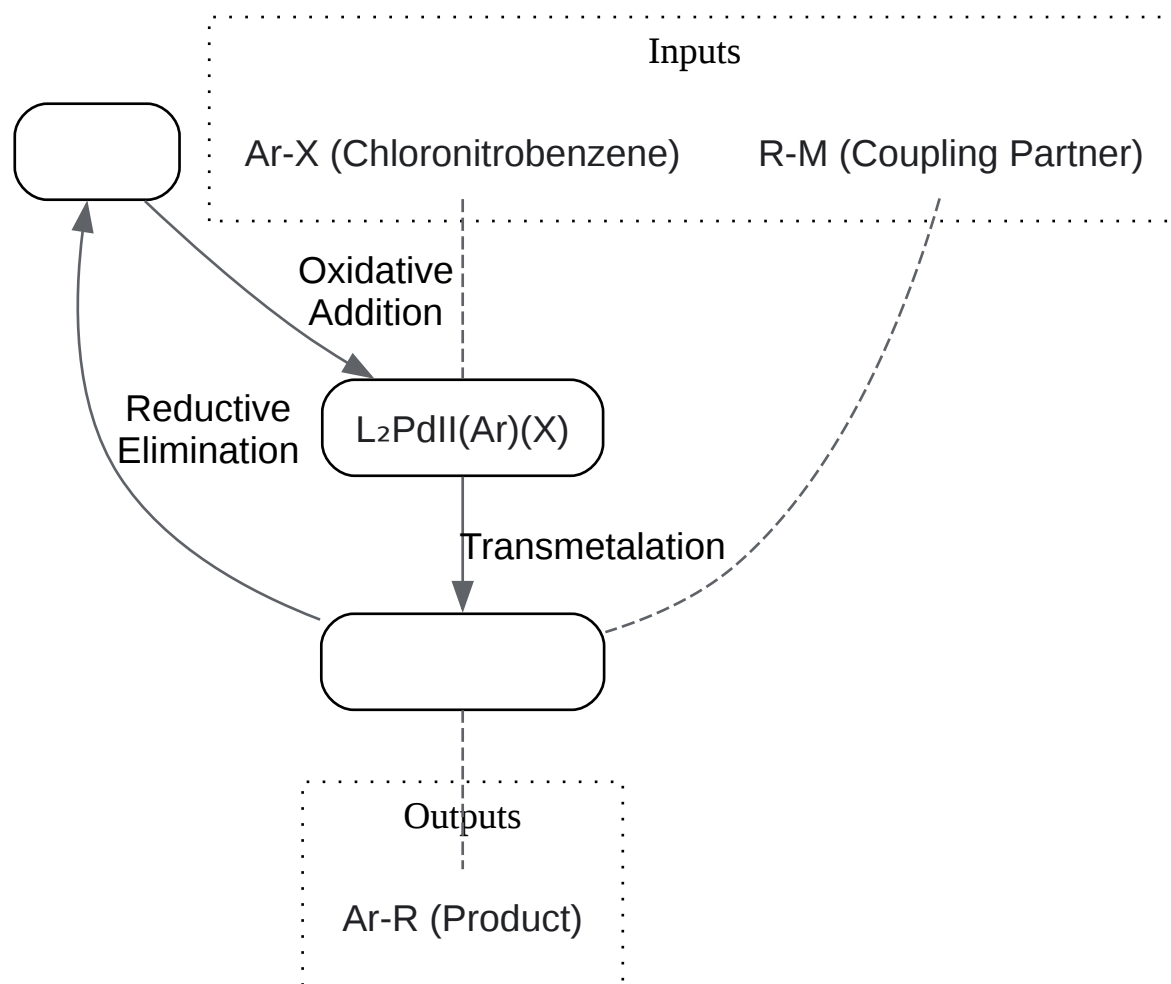 Inputs
Ar-X (Chloronitrobenzene)
R-M (Coupling Partner)
Oxidative
Addition
Reductive
Elimination
L₂PdII(Ar)(X)
Transmetalation
Outputs
Ar-R (Product)